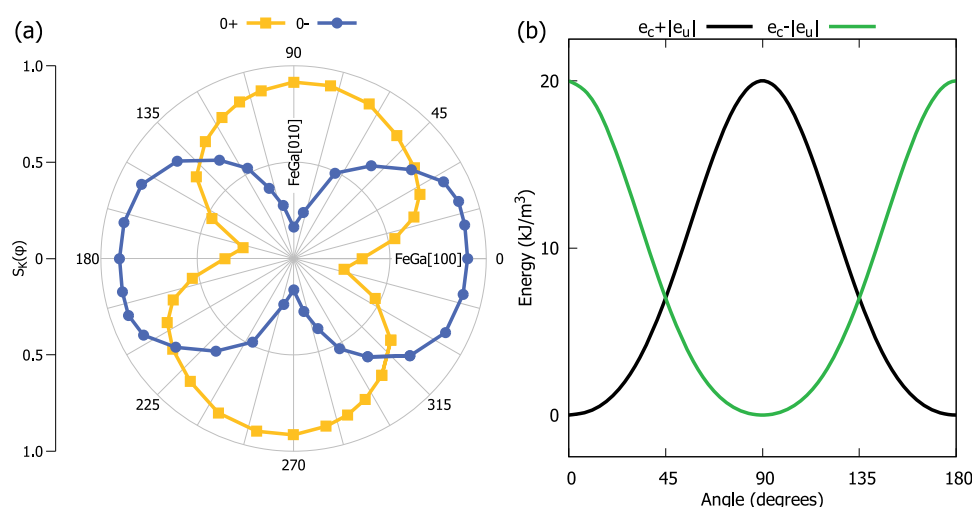 (a)
0+
0-
(b)
e_c+|e_u|
e_c-|e_u|
1.0
0.5
0
0.5
1.0
S_K(φ)
90
135
45
180
0
225
315
270
FeGa[010]
FeGa[100]
20
10
0
Energy (kJ/m³)
0
45
90
135
180
Angle (degrees)